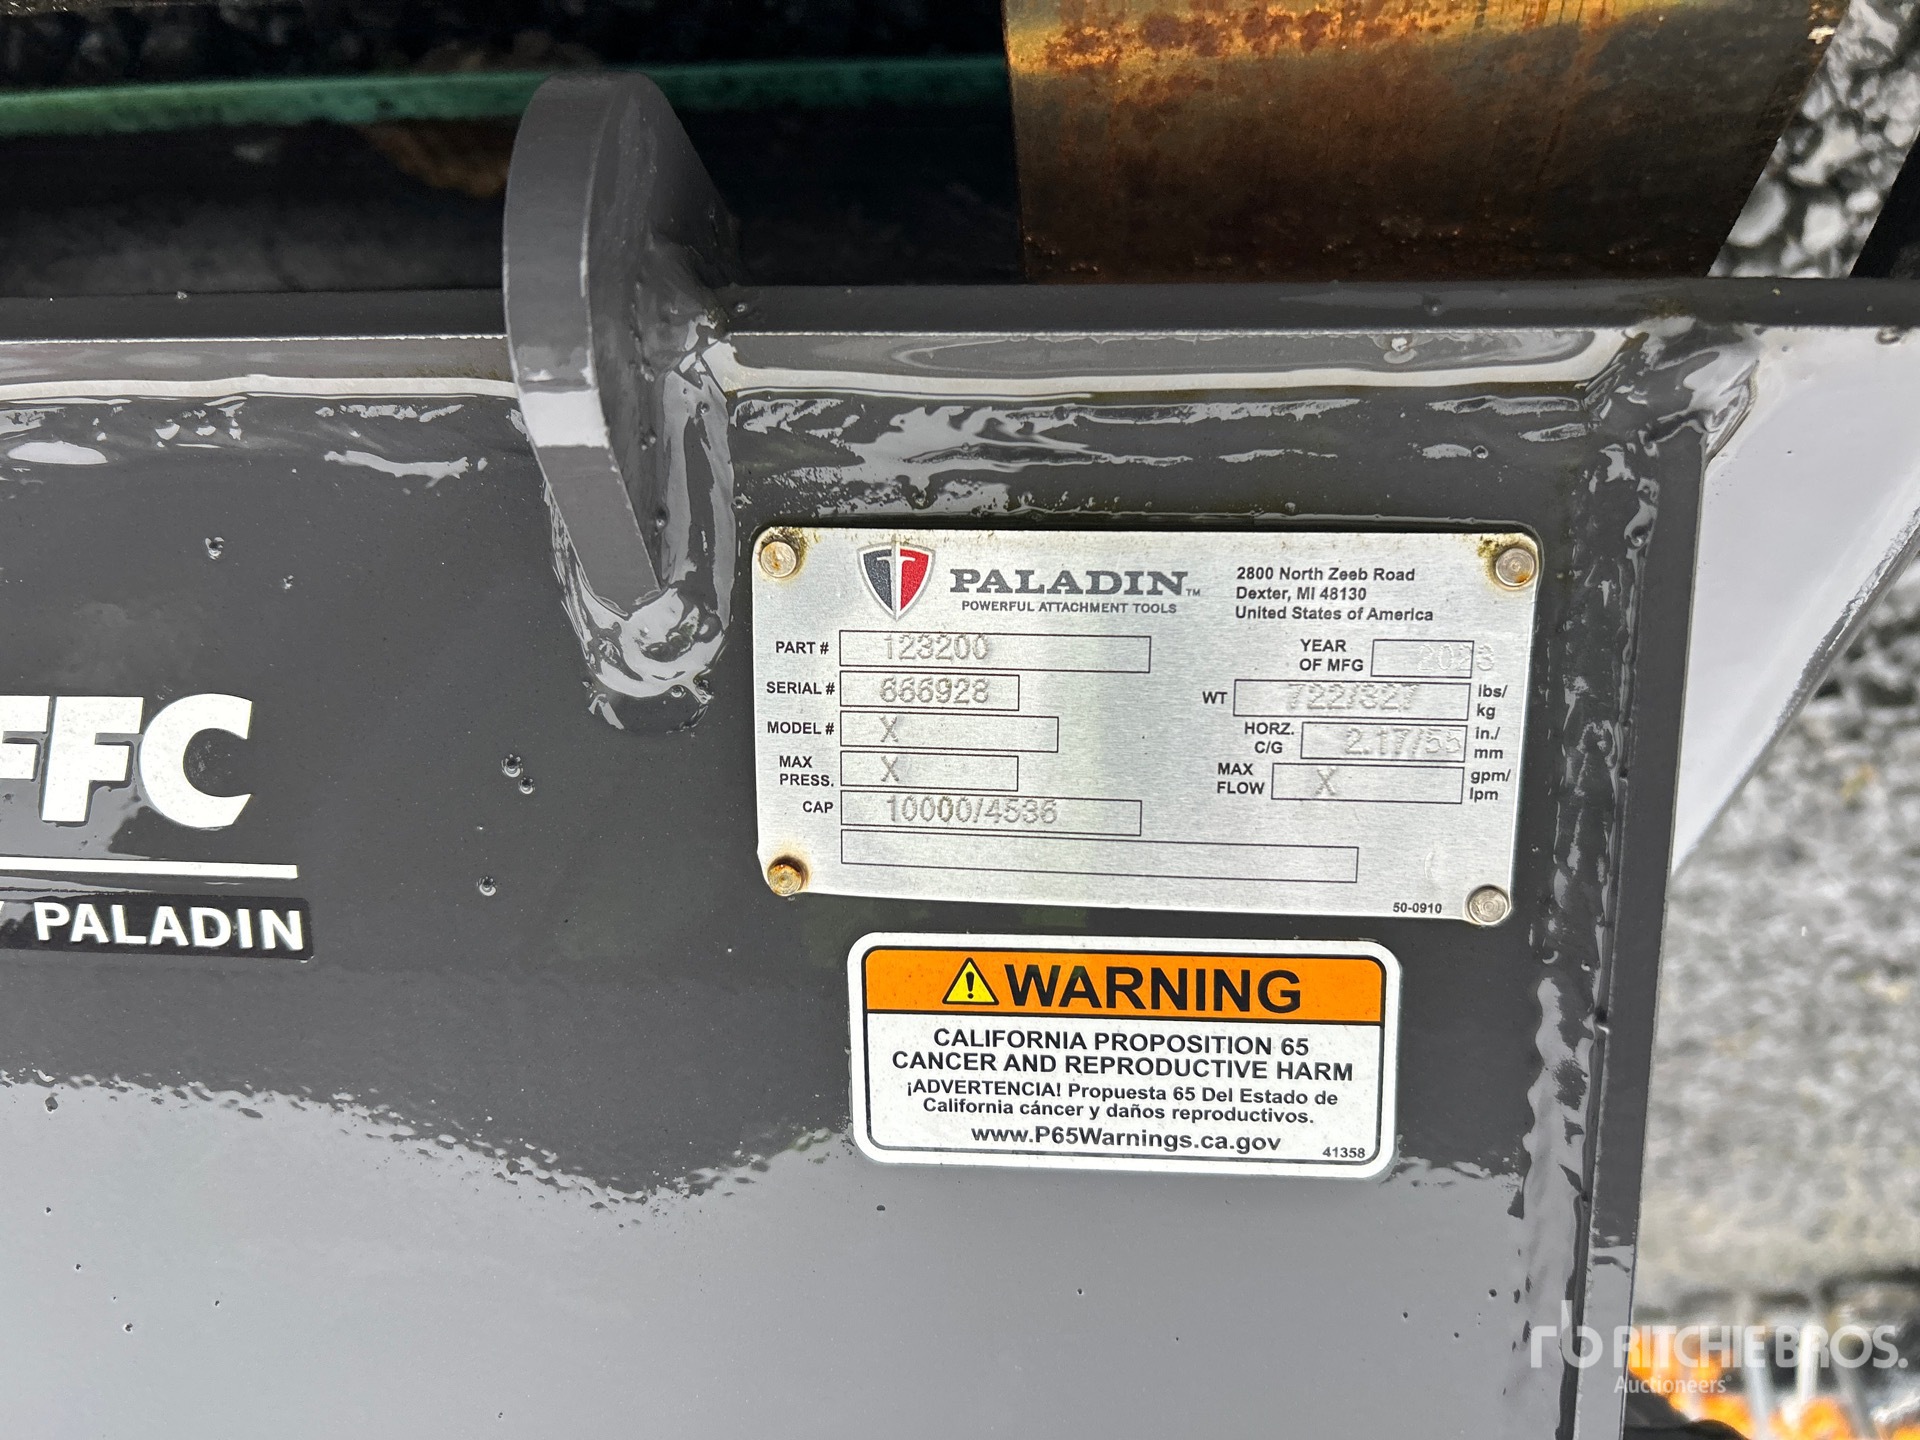 PALADIN™
POWERFUL ATTACHMENT TOOLS
2800 North Zeeb Road
Dexter, MI 48130
United States of America
PART # 123200
YEAR OF MFG 2023
SERIAL # 666928
WT 722/327 lbs/ kg
MODEL # X
HORZ. C/G 2.17/55 in./ mm
MAX PRESS. X
MAX FLOW X gpm/ lpm
CAP 10000/4536
50-0910
FFC
PALADIN
WARNING
CALIFORNIA PROPOSITION 65
CANCER AND REPRODUCTIVE HARM
¡ADVERTENCIA! Propuesta 65 Del Estado de
California cáncer y daños reproductivos.
www.P65Warnings.ca.gov
41358
rb RITCHIE BROS.
Auctioneers